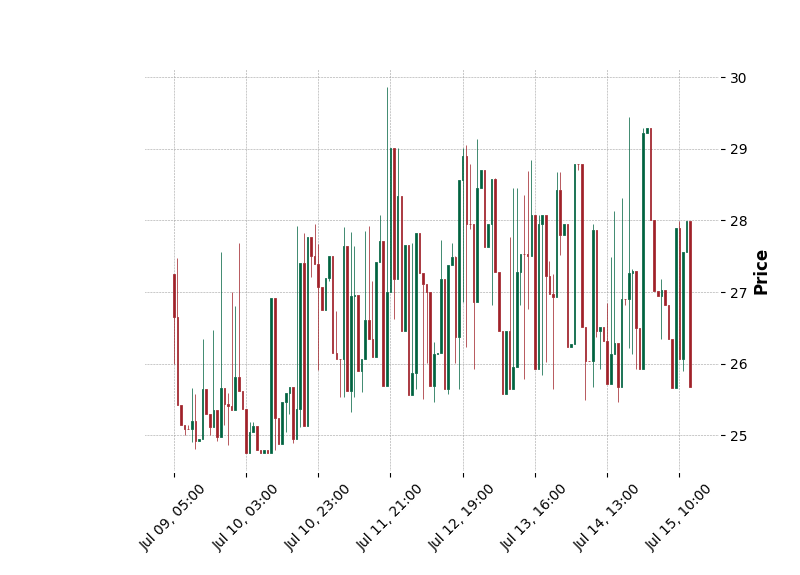 30
29
28
27
26
25
Price
Jul 09, 05:00
Jul 10, 03:00
Jul 10, 23:00
Jul 11, 21:00
Jul 12, 19:00
Jul 13, 16:00
Jul 14, 13:00
Jul 15, 10:00